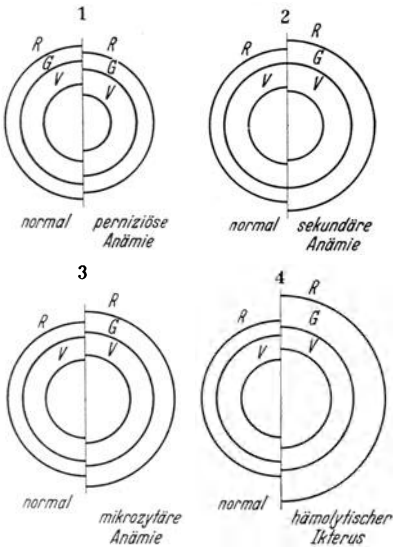 1
R
R
G
G
V
V
normal
perniziöse
Anämie
2
R
R
G
V
V
normal
sekundäre
Anämie
3
R
R
G
V
V
normal
mikrozytäre
Anämie
4
R
R
G
V
V
normal
hämolytischer
Ikterus